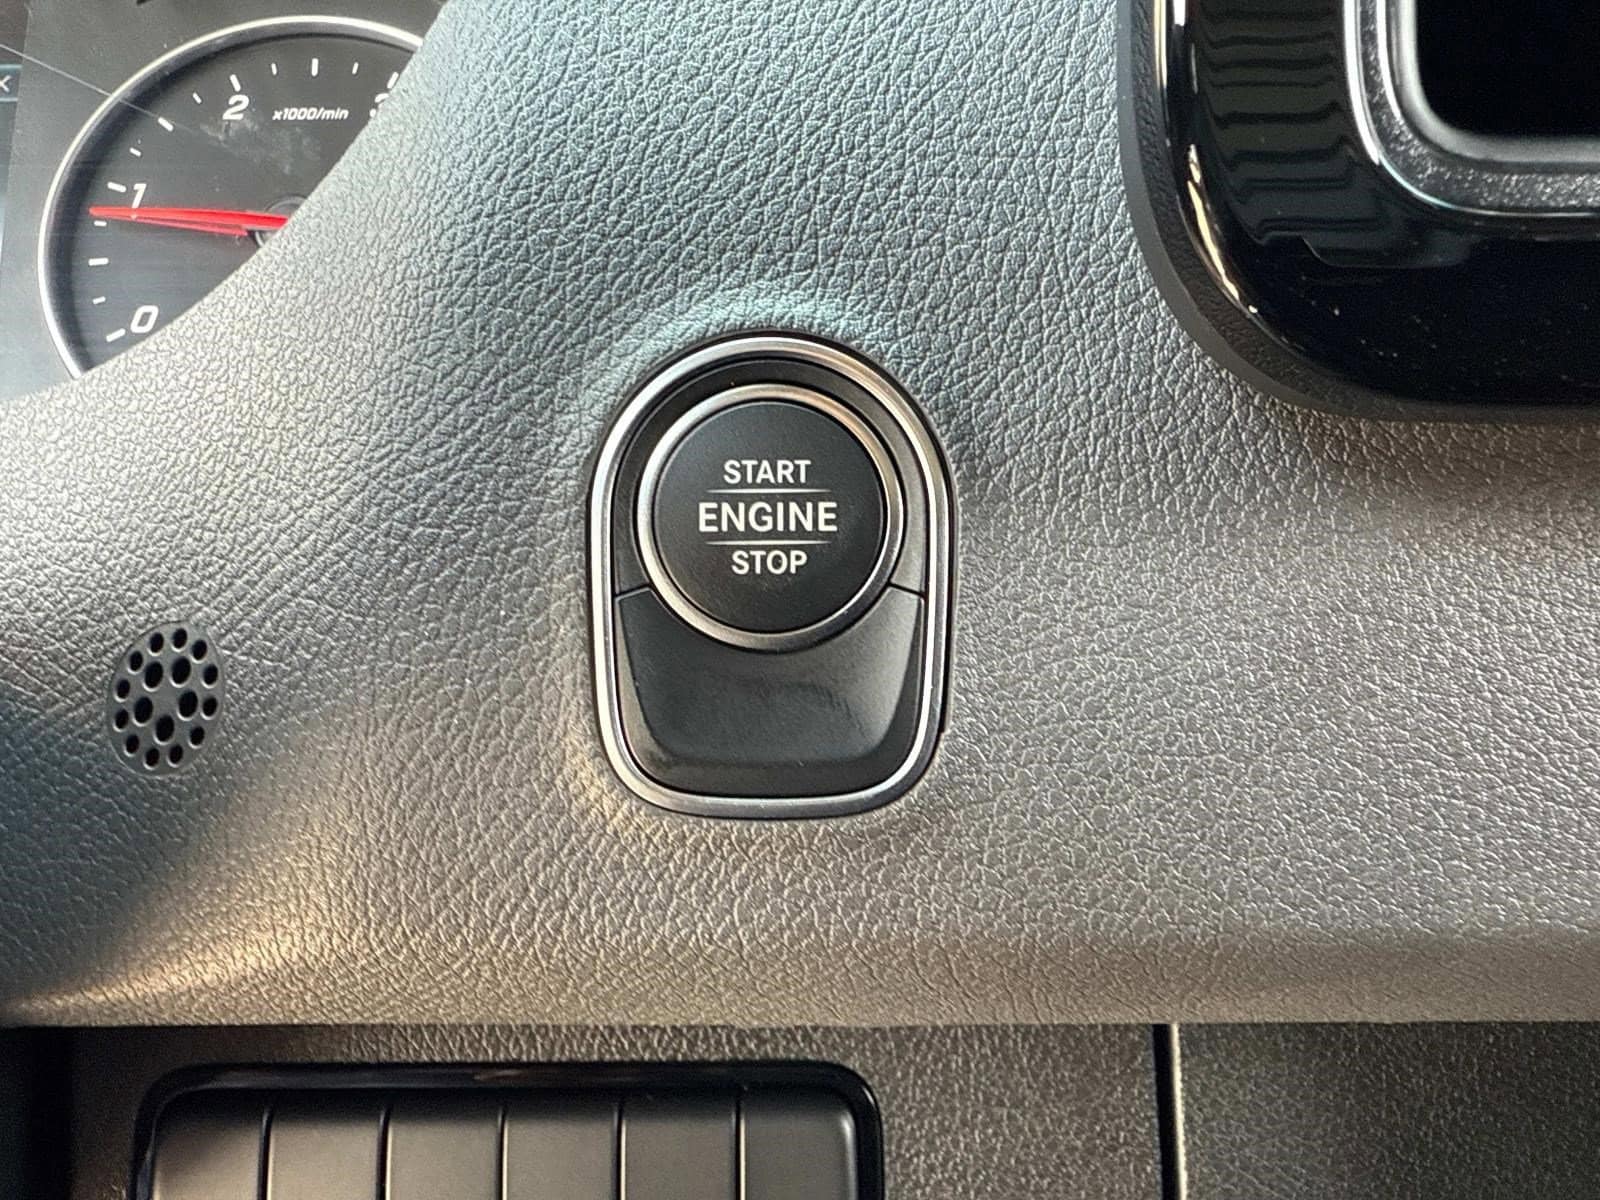 2
x1000/min
1
0
START
ENGINE
STOP